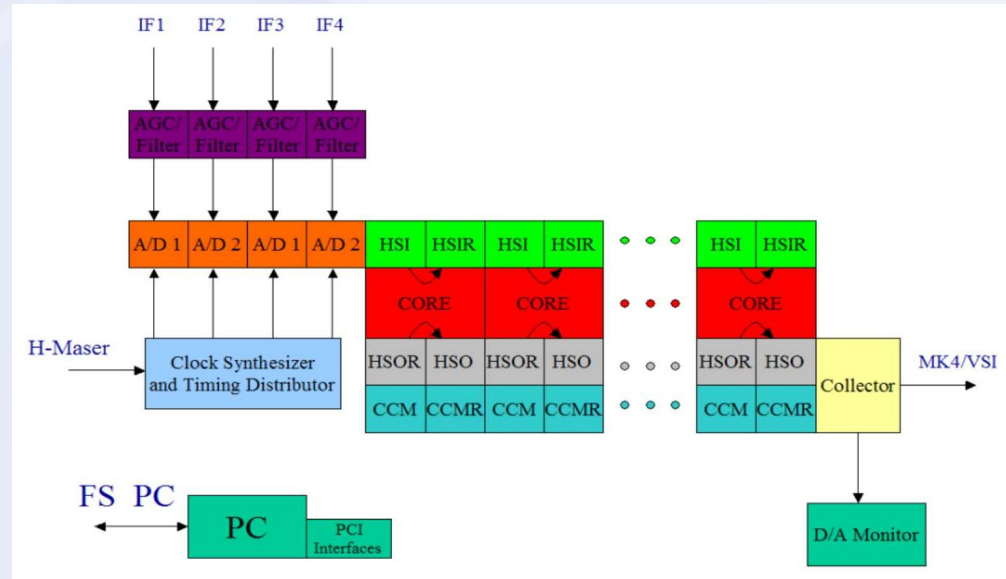 IF1 IF2 IF3 IF4
AGC/ AGC/ AGC/ AGC/
Filter Filter Filter Filter
A/D 1 A/D 2 A/D 1 A/D 2 HSI HSIR HSI HSIR HSI HSIR
CORE CORE CORE
H-Maser
Clock Synthesizer
and Timing Distributor
HSOR HSO HSOR HSO HSOR HSO
CCM CCMR CCM CCMR CCM CCMR
Collector
MK4/VSI
FS PC
PC
PCI
Interfaces
D/A Monitor